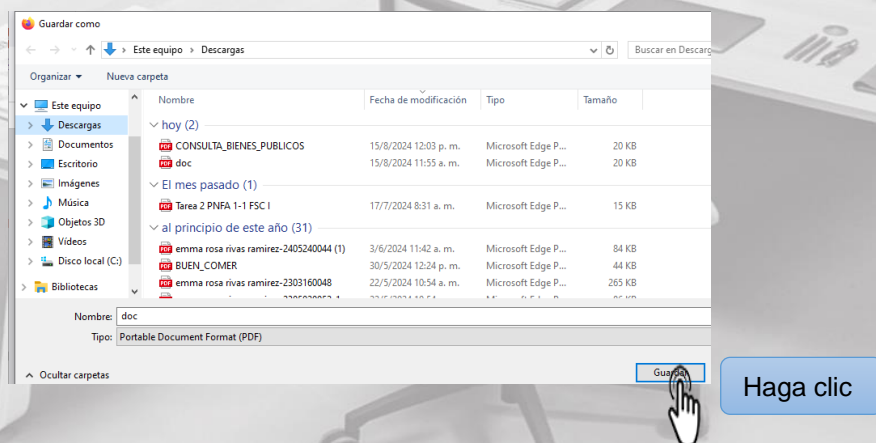 Guardar como
Este equipo > Descargas
Buscar en Descarg
Organizar Nueva carpeta
Nombre Fecha de modificación Tipo Tamaño
Este equipo
Descargas
Documentos
Escritorio
Imágenes
Música
Objetos 3D
Vídeos
Disco local (C:)
Bibliotecas
hoy (2)
CONSULTA_BIENES_PUBLICOS 15/8/2024 12:03 p. m. Microsoft Edge P... 20 KB
doc 15/8/2024 11:55 a. m. Microsoft Edge P... 20 KB
El mes pasado (1)
Tarea 2 PNFA 1-1 FSC I 17/7/2024 8:31 a. m. Microsoft Edge P... 15 KB
al principio de este año (31)
emma rosa rivas ramirez-2405240044 (1) 3/6/2024 11:42 a. m. Microsoft Edge P... 84 KB
BUEN_COMER 30/5/2024 12:24 p. m. Microsoft Edge P... 44 KB
emma rosa rivas ramirez-2303160048 22/5/2024 10:54 a. m. Microsoft Edge P... 265 KB
Nombre: doc
Tipo: Portable Document Format (PDF)
Ocultar carpetas
Guardar
Haga clic